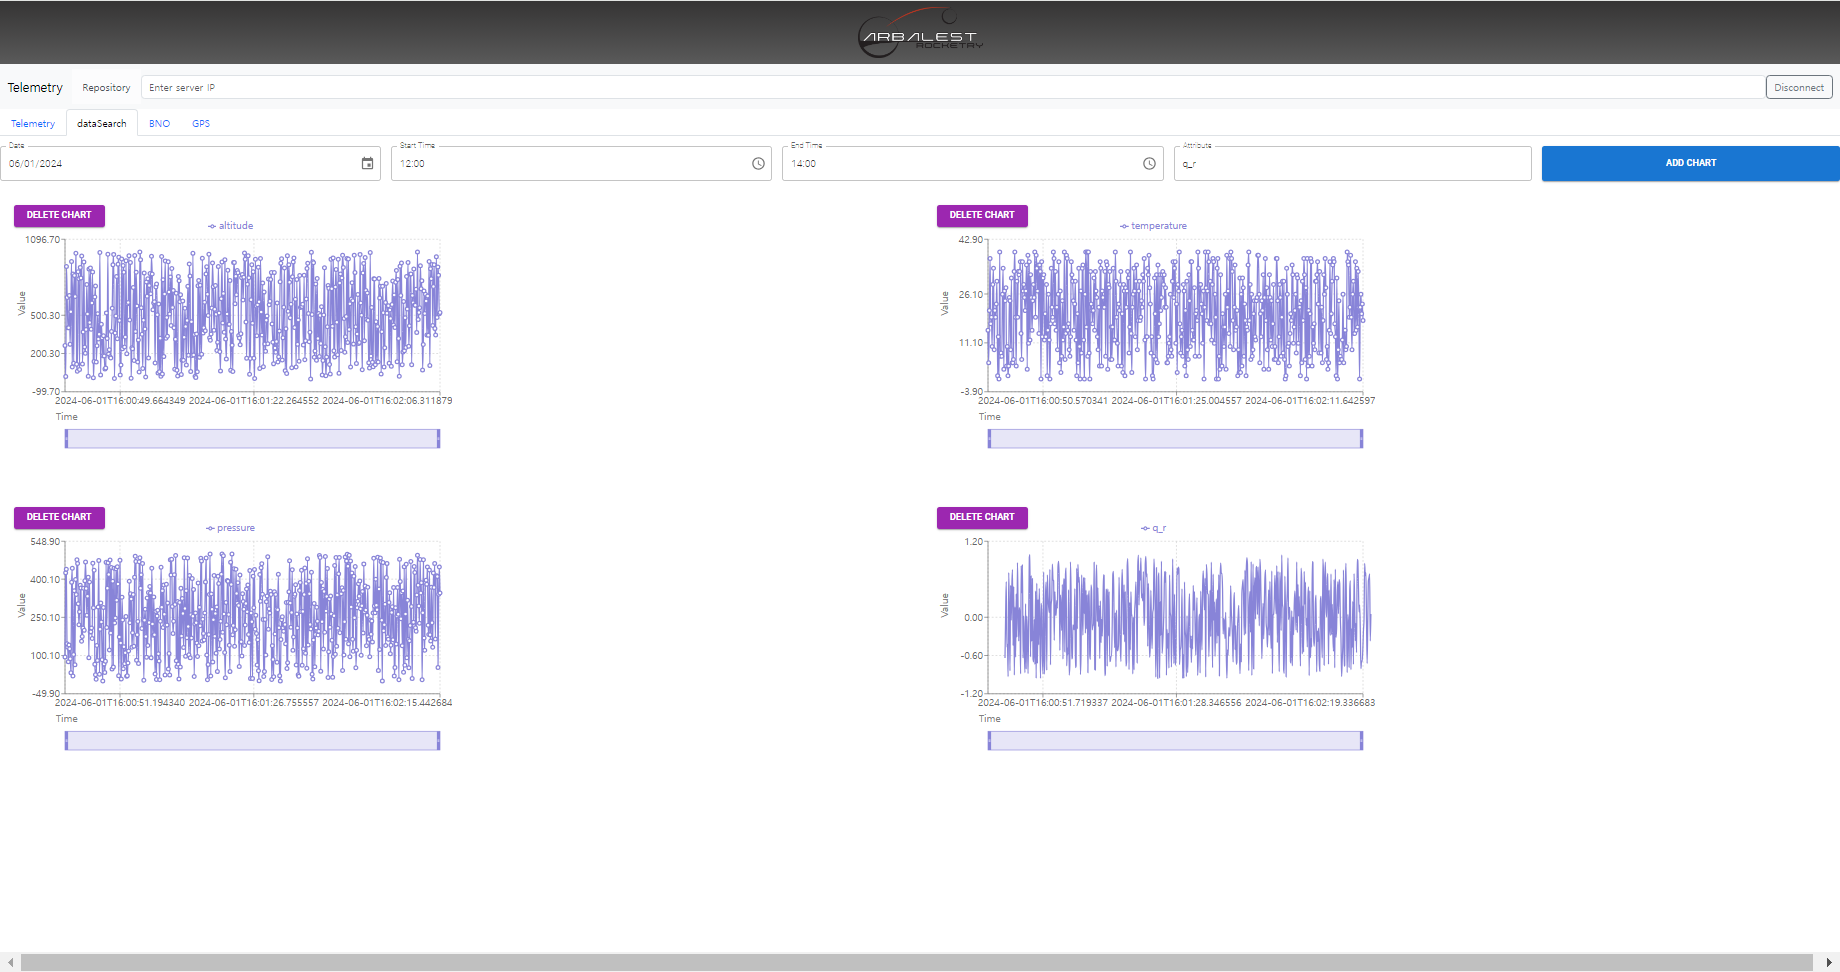 ARBALEST
ROCKETRY
Telemetry Repository Enter server IP Disconnect
Telemetry dataSearch BNO GPS
Date Start Time End Time Attribute
06/01/2024 12:00 14:00 q_r ADD CHART
DELETE CHART
altitude
1096.70
500.30
200.30
-99.70
Value
2024-06-01T16:00:49.664349 2024-06-01T16:01:22.264552 2024-06-01T16:02:06.311879
Time
DELETE CHART
temperature
42.90
26.10
11.10
-3.90
Value
2024-06-01T16:00:50.570341 2024-06-01T16:01:25.004557 2024-06-01T16:02:11.642597
Time
DELETE CHART
pressure
548.90
400.10
250.10
100.10
-49.90
Value
2024-06-01T16:00:51.194340 2024-06-01T16:01:26.755557 2024-06-01T16:02:15.442684
Time
DELETE CHART
q_r
1.20
0.00
-0.60
-1.20
Value
2024-06-01T16:00:51.719337 2024-06-01T16:01:28.346556 2024-06-01T16:02:19.336683
Time